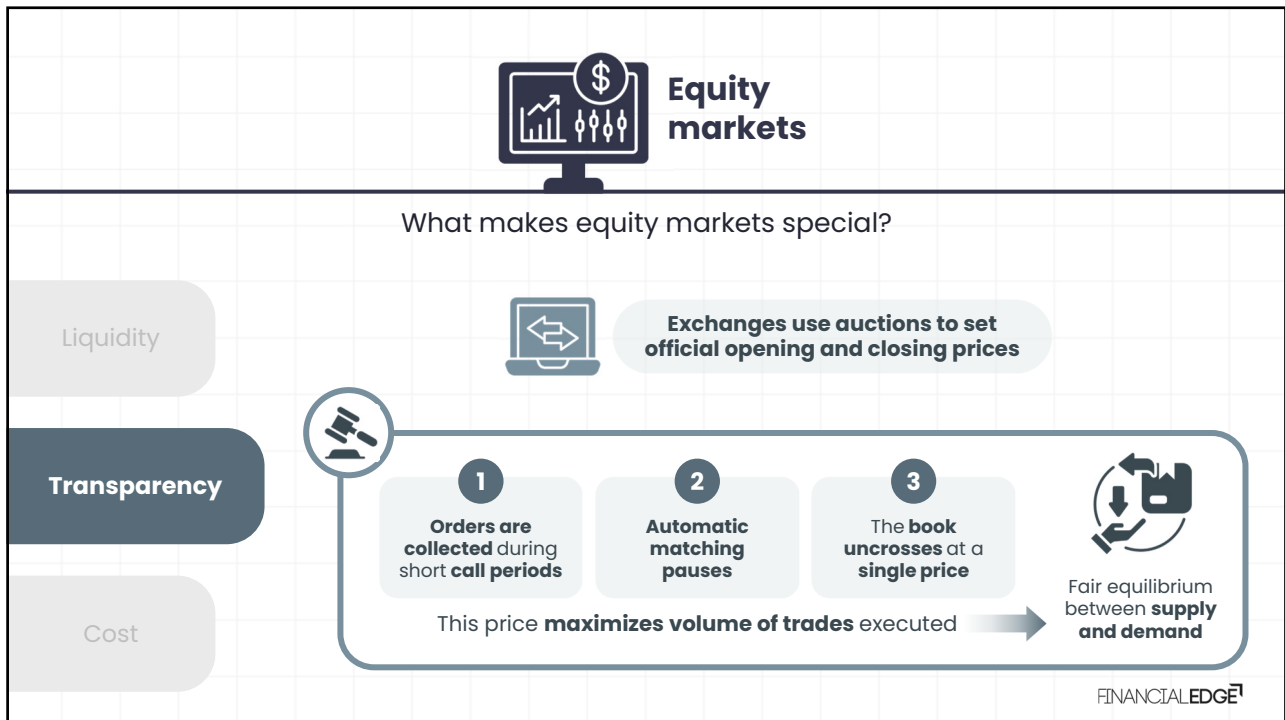 Equity
markets
What makes equity markets special?
Liquidity
Transparency
Cost
$
Exchanges use auctions to set
official opening and closing prices
1
Orders are
collected during
short call periods
2
Automatic
matching
pauses
3
The book
uncrosses at a
single price
This price maximizes volume of trades executed
Fair equilibrium
between supply
and demand
FINANCIALEDGE